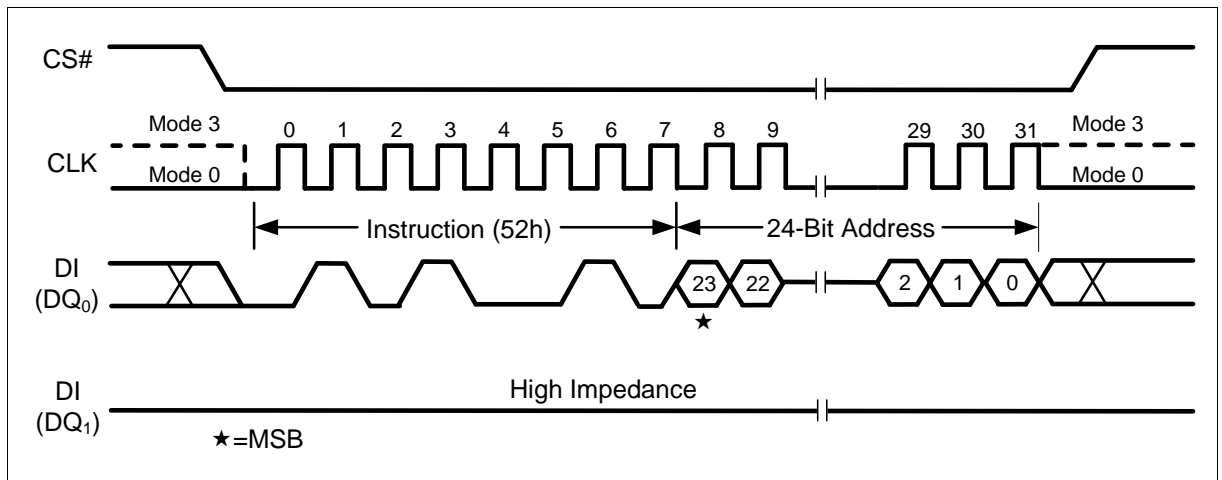 CS#
Mode 3
0 1 2 3 4 5 6 7 8 9 29 30 31
Mode 3
CLK
Mode 0
Mode 0
Instruction (52h)
24-Bit Address
DI
(DQ0)
23 22 2 1 0
★
DI
(DQ1)
High Impedance
★=MSB